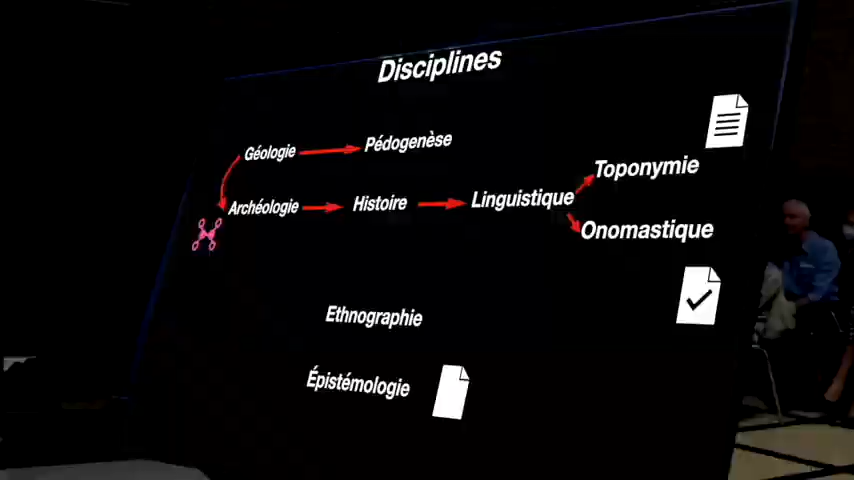 Disciplines
Géologie
Pédogenèse
Archéologie
Histoire
Linguistique
Toponymie
Onomastique
Ethnographie
Épistémologie